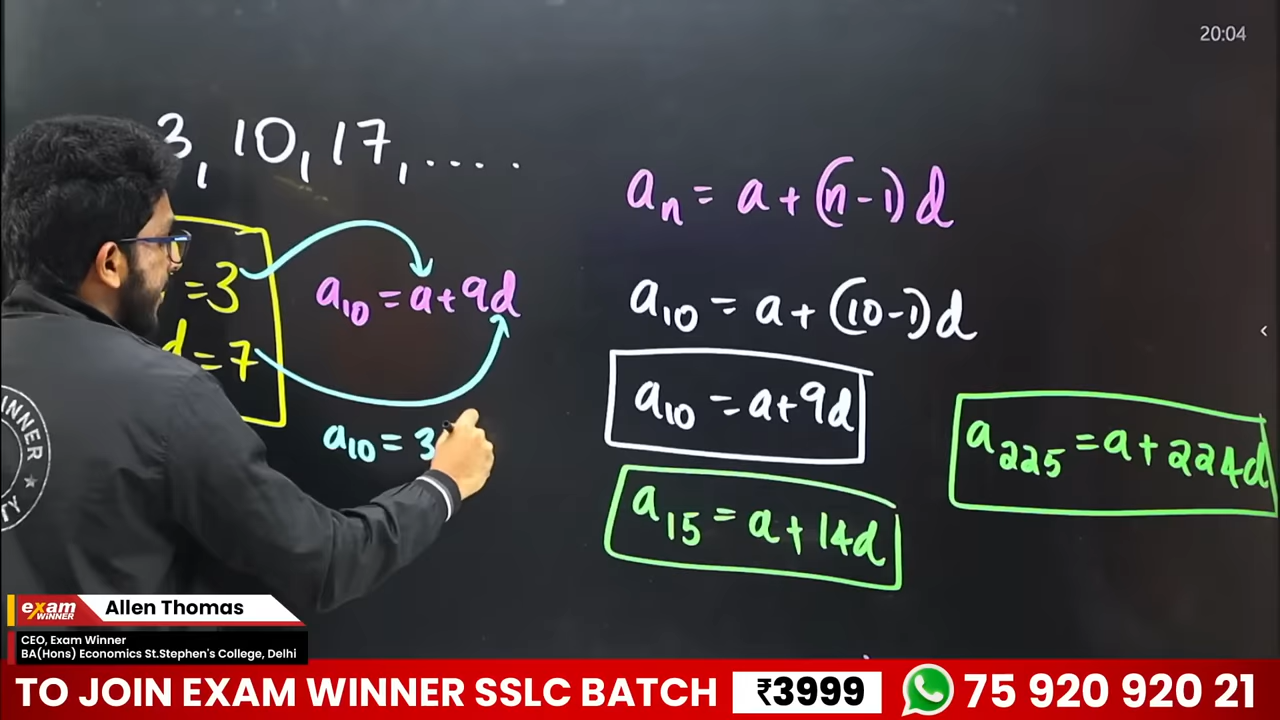 20:04
3, 10, 17, ....
aₙ = a + (n-1) d
=3
a₁₀ = a + 9d
a₁₀ = a + (10-1)d
d = 7
a₁₀ = a + 9d
a₁₀ = 3
a₂₂₅ = a + 224d
a₁₅ = a + 14d
INNER
TY
exam WINNER
Allen Thomas
CEO, Exam Winner
BA(Hons) Economics St.Stephen's College, Delhi
TO JOIN EXAM WINNER SSLC BATCH ₹3999 75 920 920 21